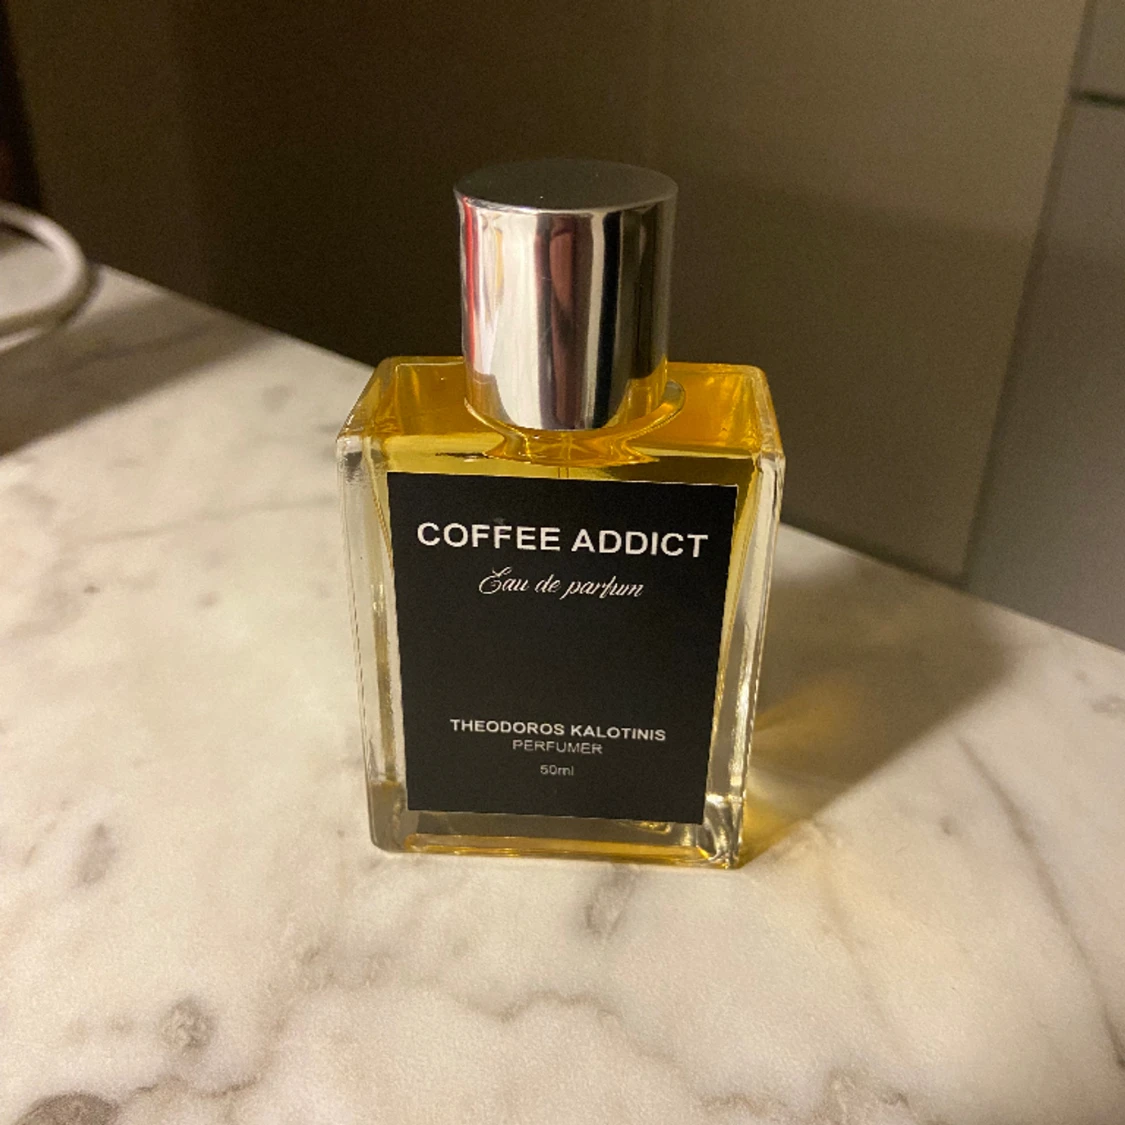 COFFEE ADDICT
Eau de parfum
THEODOROS KALOTINIS
PERFUMER
50ml